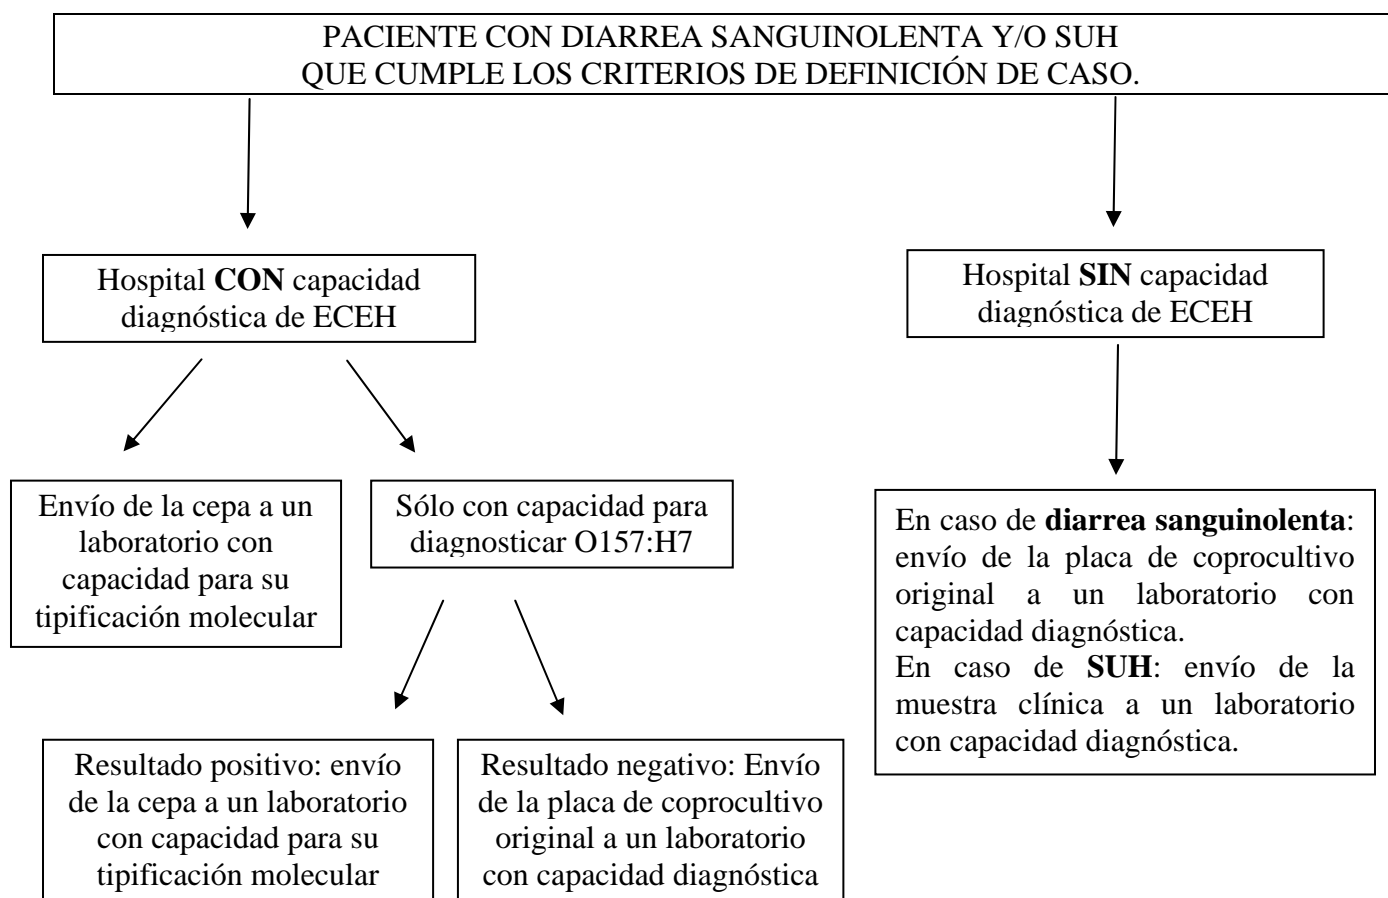 PACIENTE CON DIARREA SANGUINOLENTA Y/O SUH
QUE CUMPLE LOS CRITERIOS DE DEFINICIÓN DE CASO.
Hospital CON capacidad
diagnóstica de ECEH
Hospital SIN capacidad
diagnóstica de ECEH
Envío de la cepa a un
laboratorio con
capacidad para su
tipificación molecular
Sólo con capacidad para
diagnosticar O157:H7
En caso de diarrea sanguinolenta:
envío de la placa de coprocultivo
original a un laboratorio con
capacidad diagnóstica.
En caso de SUH: envío de la
muestra clínica a un laboratorio
con capacidad diagnóstica.
Resultado positivo: envío
de la cepa a un laboratorio
con capacidad para su
tipificación molecular
Resultado negativo: Envío
de la placa de coprocultivo
original a un laboratorio
con capacidad diagnóstica